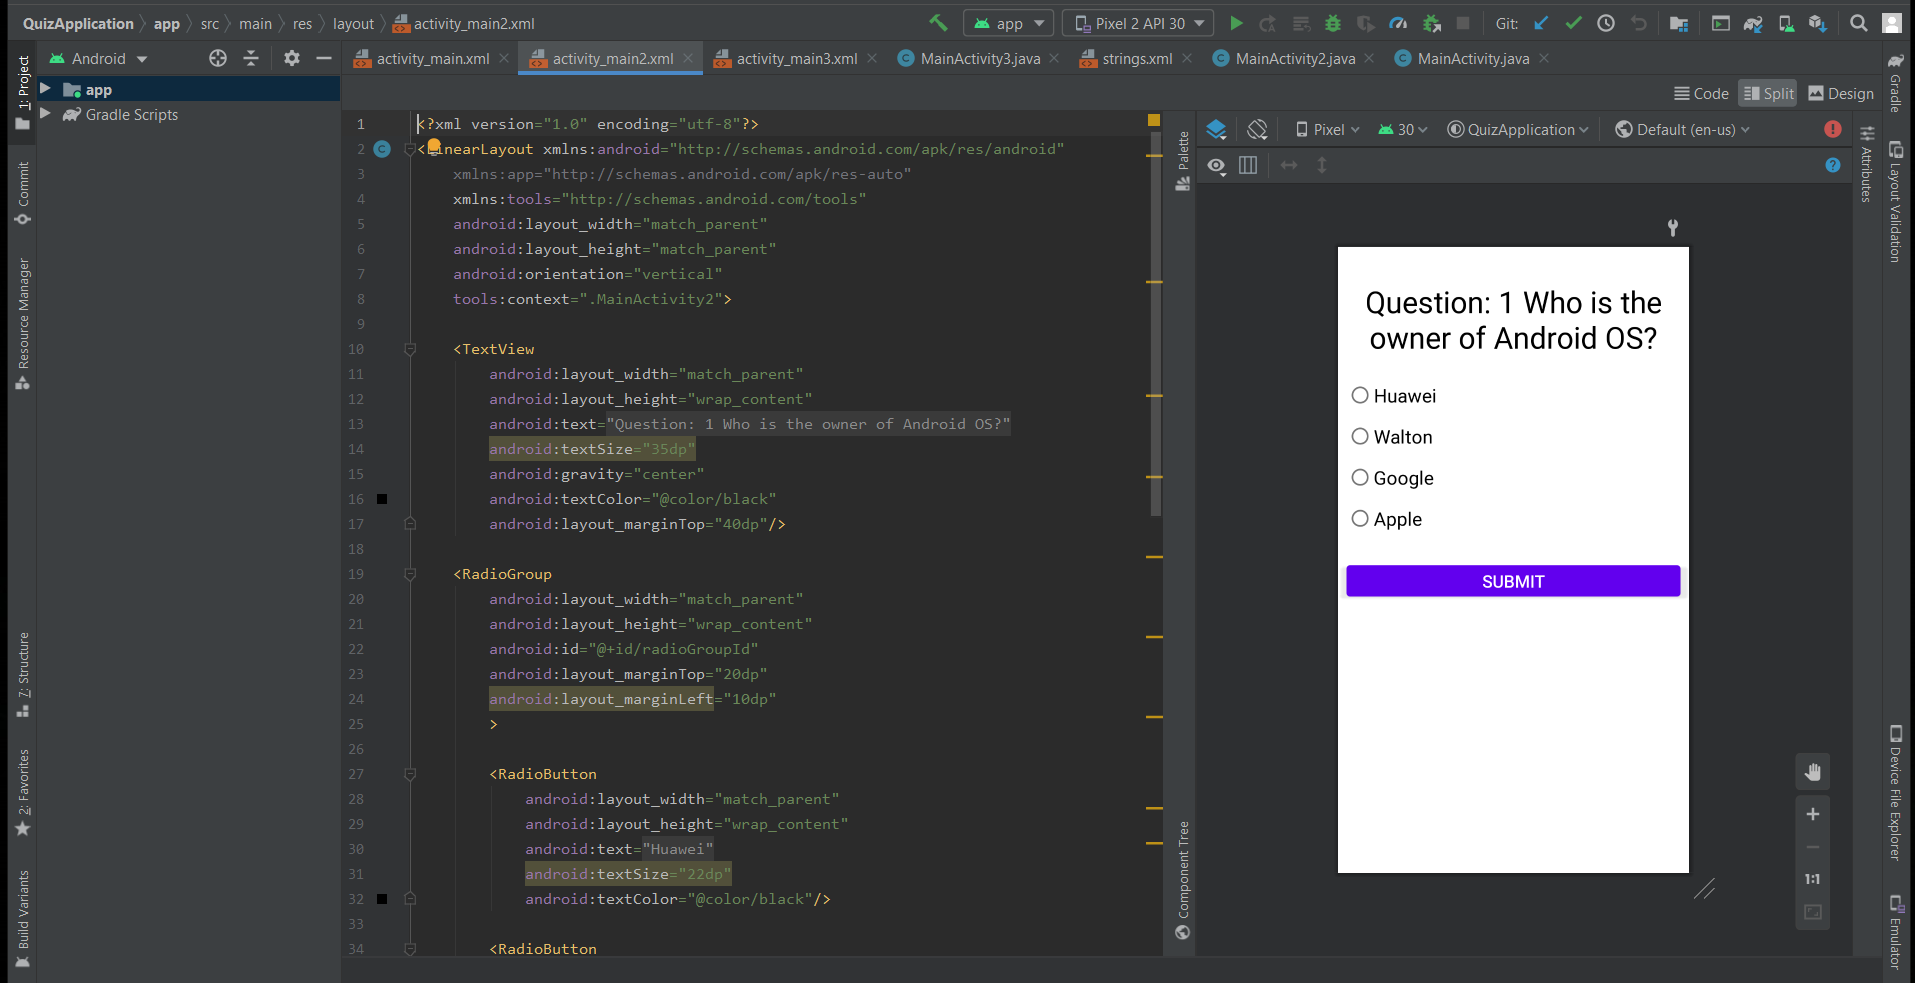 QuizApplication app src main res layout activity_main2.xml
app Pixel 2 API 30 Git:
Android
activity_main.xml activity_main2.xml activity_main3.xml MainActivity3.java strings.xml MainActivity2.java MainActivity.java
app
Gradle Scripts
Code Split Design
1: Project
Commit
Resource Manager
7: Structure
2: Favorites
Build Variants
1 <?xml version="1.0" encoding="utf-8"?>
2 <LinearLayout xmlns:android="http://schemas.android.com/apk/res/android"
3 xmlns:app="http://schemas.android.com/apk/res-auto"
4 xmlns:tools="http://schemas.android.com/tools"
5 android:layout_width="match_parent"
6 android:layout_height="match_parent"
7 android:orientation="vertical"
8 tools:context=".MainActivity2">
9
10 <TextView
11 android:layout_width="match_parent"
12 android:layout_height="wrap_content"
13 android:text="Question: 1 Who is the owner of Android OS?"
14 android:textSize="35dp"
15 android:gravity="center"
16 android:textColor="@color/black"
17 android:layout_marginTop="40dp"/>
18
19 <RadioGroup
20 android:layout_width="match_parent"
21 android:layout_height="wrap_content"
22 android:id="@+id/radioGroupId"
23 android:layout_marginTop="20dp"
24 android:layout_marginLeft="10dp"
25 >
26
27 <RadioButton
28 android:layout_width="match_parent"
29 android:layout_height="wrap_content"
30 android:text="Huawei"
31 android:textSize="22dp"
32 android:textColor="@color/black"/>
33
34 <RadioButton
Palette
Component Tree
Pixel 30 QuizApplication Default (en-us)
Question: 1 Who is the
owner of Android OS?
Huawei
Walton
Google
Apple
SUBMIT
1:1
Attributes
Gradle
Layout Validation
Device File Explorer
Emulator